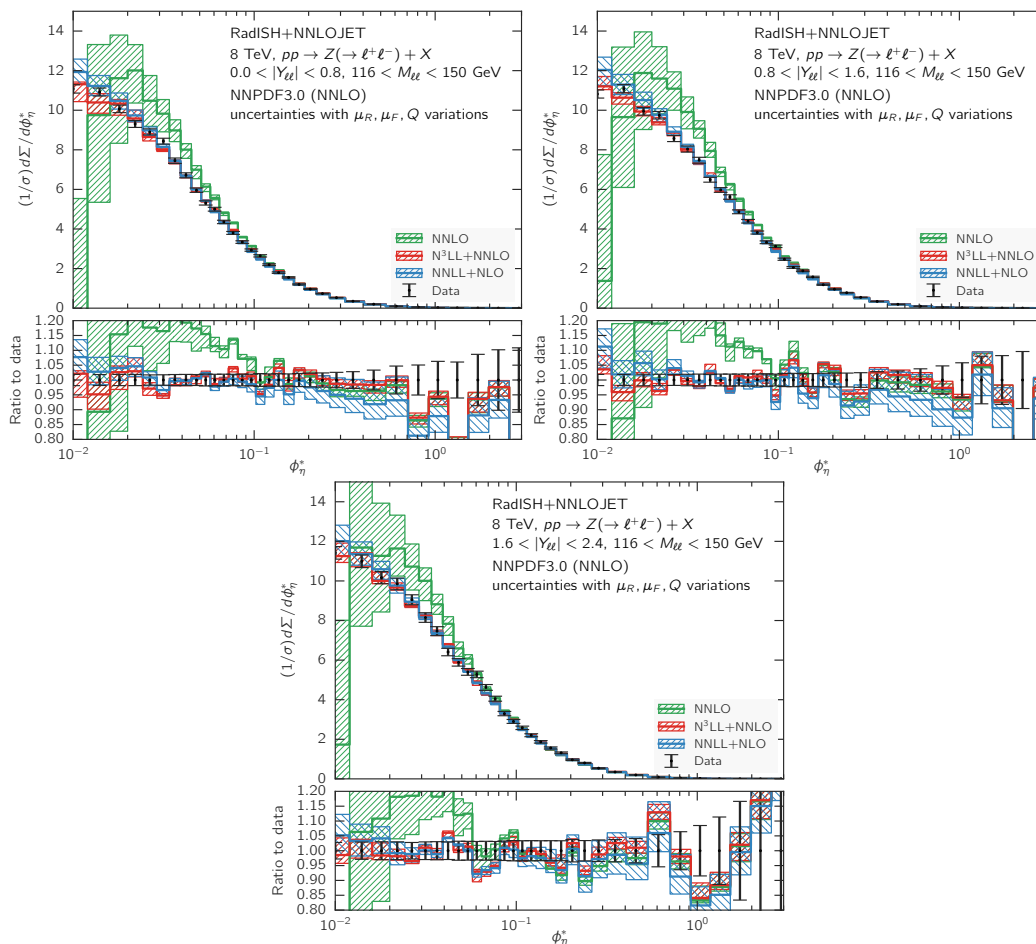 RadISH+NNLOJET
8 TeV, pp → Z(→ ℓ⁺ℓ⁻) + X
0.0 < |Yℓℓ| < 0.8, 116 < Mℓℓ < 150 GeV
NNPDF3.0 (NNLO)
uncertainties with μR, μF, Q variations
(1/σ) dΣ/dϕ*η
14
12
10
8
6
4
2
0
NNLO
N³LL+NNLO
NNLL+NLO
Data
Ratio to data
1.20
1.15
1.10
1.05
1.00
0.95
0.90
0.85
0.80
10⁻² 10⁻¹ 10⁰
ϕ*η
RadISH+NNLOJET
8 TeV, pp → Z(→ ℓ⁺ℓ⁻) + X
0.8 < |Yℓℓ| < 1.6, 116 < Mℓℓ < 150 GeV
NNPDF3.0 (NNLO)
uncertainties with μR, μF, Q variations
(1/σ) dΣ/dϕ*η
14
12
10
8
6
4
2
0
NNLO
N³LL+NNLO
NNLL+NLO
Data
Ratio to data
1.20
1.15
1.10
1.05
1.00
0.95
0.90
0.85
0.80
10⁻² 10⁻¹ 10⁰
ϕ*η
RadISH+NNLOJET
8 TeV, pp → Z(→ ℓ⁺ℓ⁻) + X
1.6 < |Yℓℓ| < 2.4, 116 < Mℓℓ < 150 GeV
NNPDF3.0 (NNLO)
uncertainties with μR, μF, Q variations
(1/σ) dΣ/dϕ*η
14
12
10
8
6
4
2
0
NNLO
N³LL+NNLO
NNLL+NLO
Data
Ratio to data
1.20
1.15
1.10
1.05
1.00
0.95
0.90
0.85
0.80
10⁻² 10⁻¹ 10⁰
ϕ*η